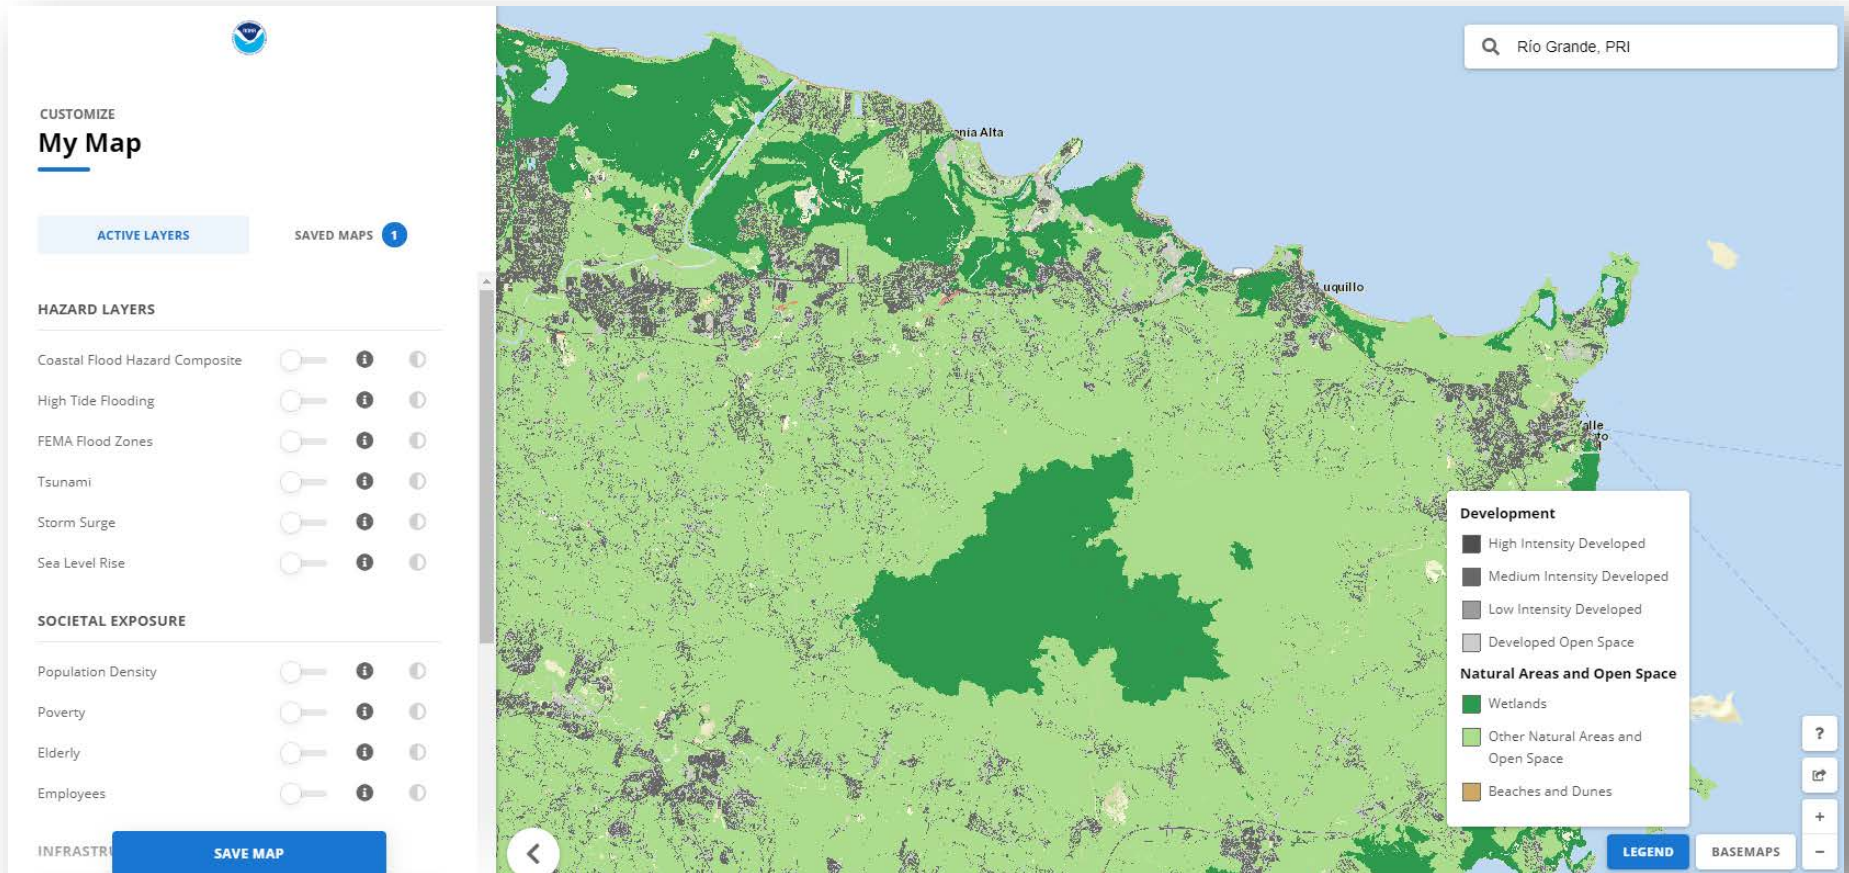 CUSTOMIZE
My Map
ACTIVE LAYERS
SAVED MAPS 1
HAZARD LAYERS
Coastal Flood Hazard Composite
High Tide Flooding
FEMA Flood Zones
Tsunami
Storm Surge
Sea Level Rise
SOCIETAL EXPOSURE
Population Density
Poverty
Elderly
Employees
INFRASTRU
SAVE MAP
Río Grande, PRI
nia Alta
uquillo
alle
to
Development
High Intensity Developed
Medium Intensity Developed
Low Intensity Developed
Developed Open Space
Natural Areas and Open Space
Wetlands
Other Natural Areas and
Open Space
Beaches and Dunes
?
+
−
LEGEND
BASEMAPS